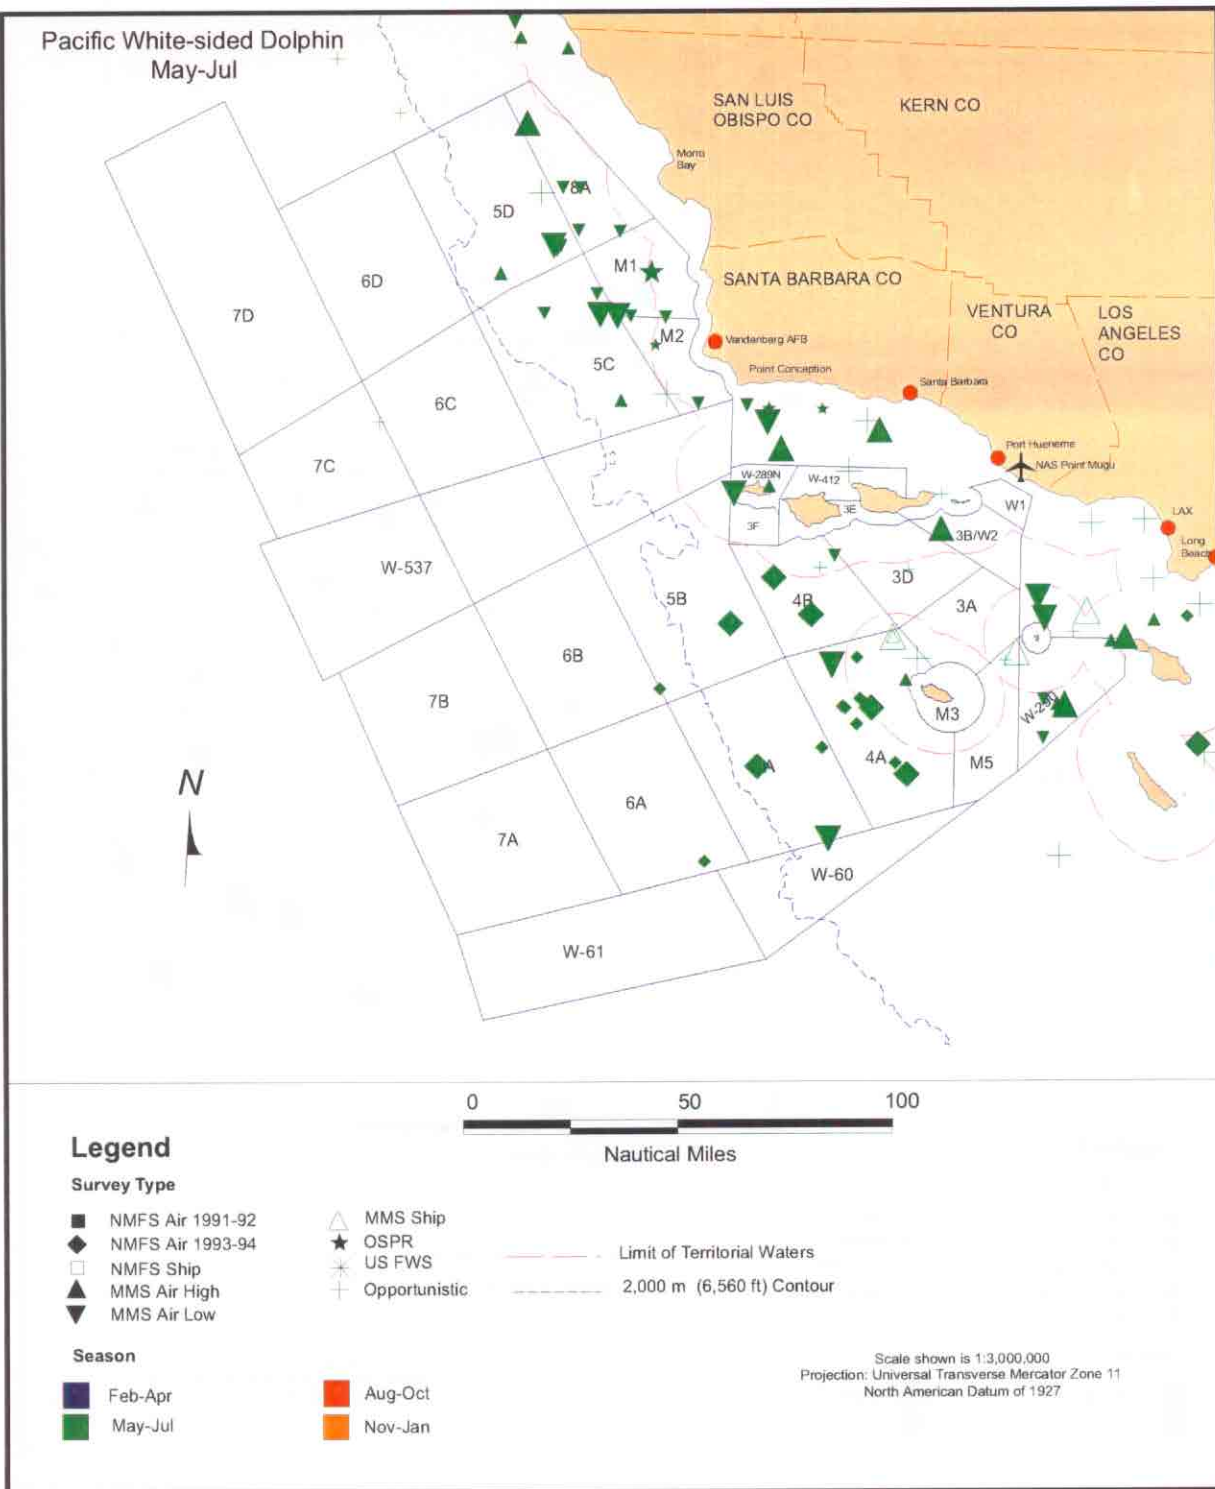 Pacific White-sided Dolphin
May-Jul
SAN LUIS
OBISPO CO
KERN CO
Morro
Bay
8A
5D
M1
SANTA BARBARA CO
6D
7D
VENTURA
CO
LOS
ANGELES
CO
M2
Vandenberg AFB
5C
Point Conception
Santa Barbara
6C
Port Hueneme
NAS Point Mugu
7C
W-289N
W-412
W1
3E
LAX
3F
3B/W2
Long
Beach
W-537
3D
5B
4B
3A
6B
7B
W-290
M3
N
4A
M5
6A
7A
W-60
W-61
0
50
100
Nautical Miles
Legend
Survey Type
NMFS Air 1991-92
NMFS Air 1993-94
NMFS Ship
MMS Air High
MMS Air Low
MMS Ship
OSPR
US FWS
Opportunistic
Limit of Territorial Waters
2,000 m (6,560 ft) Contour
Season
Feb-Apr
May-Jul
Aug-Oct
Nov-Jan
Scale shown is 1:3,000,000
Projection: Universal Transverse Mercator Zone 11
North American Datum of 1927